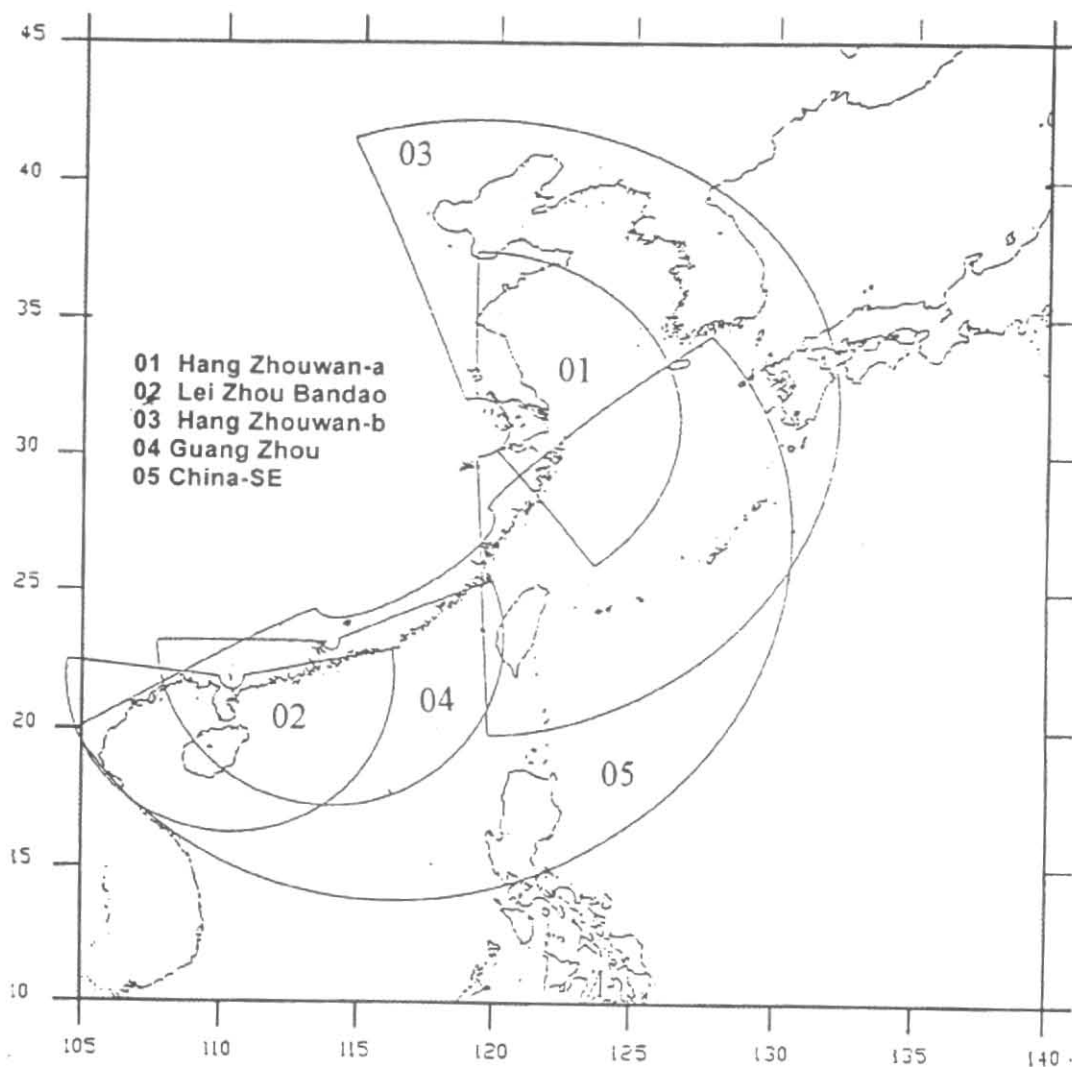 45
40
35
30
25
20
15
10
03
01
01 Hang Zhouwan-a
02 Lei Zhou Bandao
03 Hang Zhouwan-b
04 Guang Zhou
05 China-SE
02
04
05
105 110 115 120 125 130 135 140